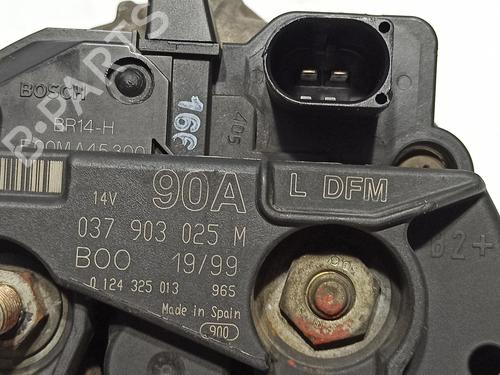 BOSCH
BR14-H
166
405
14V 90A L DFM
037 903 025 M
BOO 19/99
0 124 325 013 965
Made in Spain
900
B2+
B-PARTS